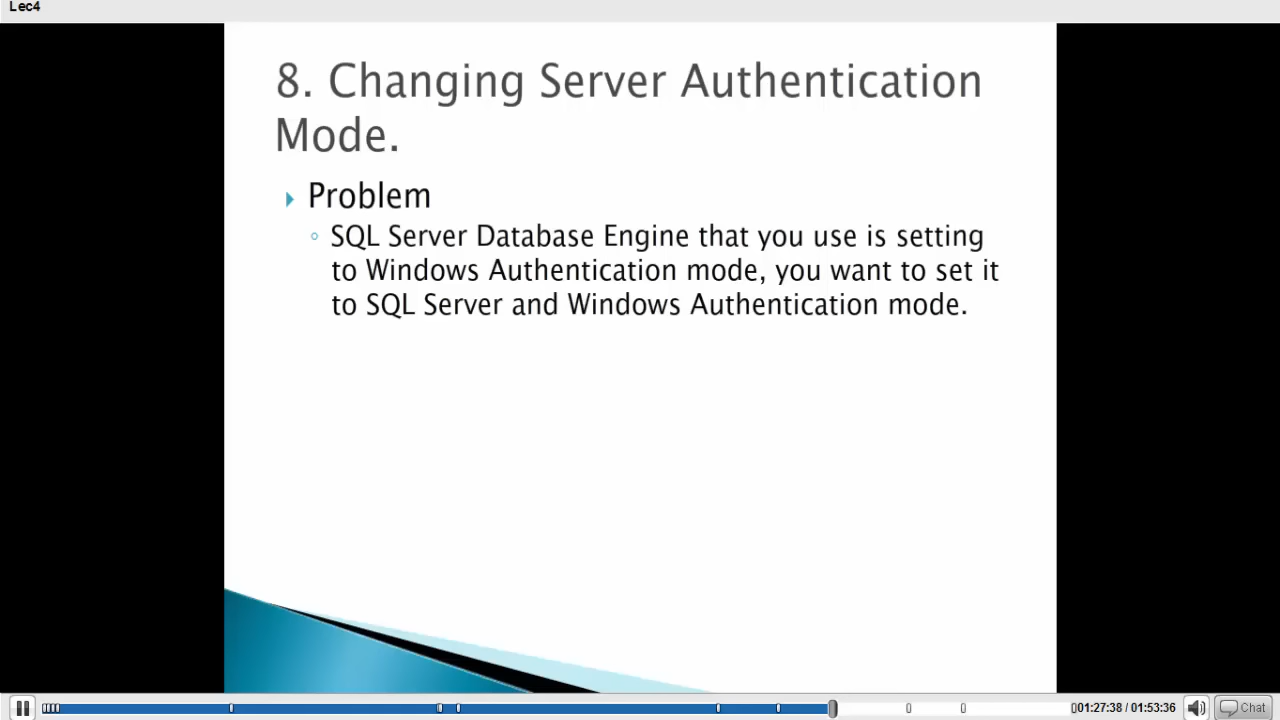 Lec4
8. Changing Server Authentication
Mode.
Problem
SQL Server Database Engine that you use is setting
to Windows Authentication mode, you want to set it
to SQL Server and Windows Authentication mode.
01:27:38 / 01:53:36
Chat